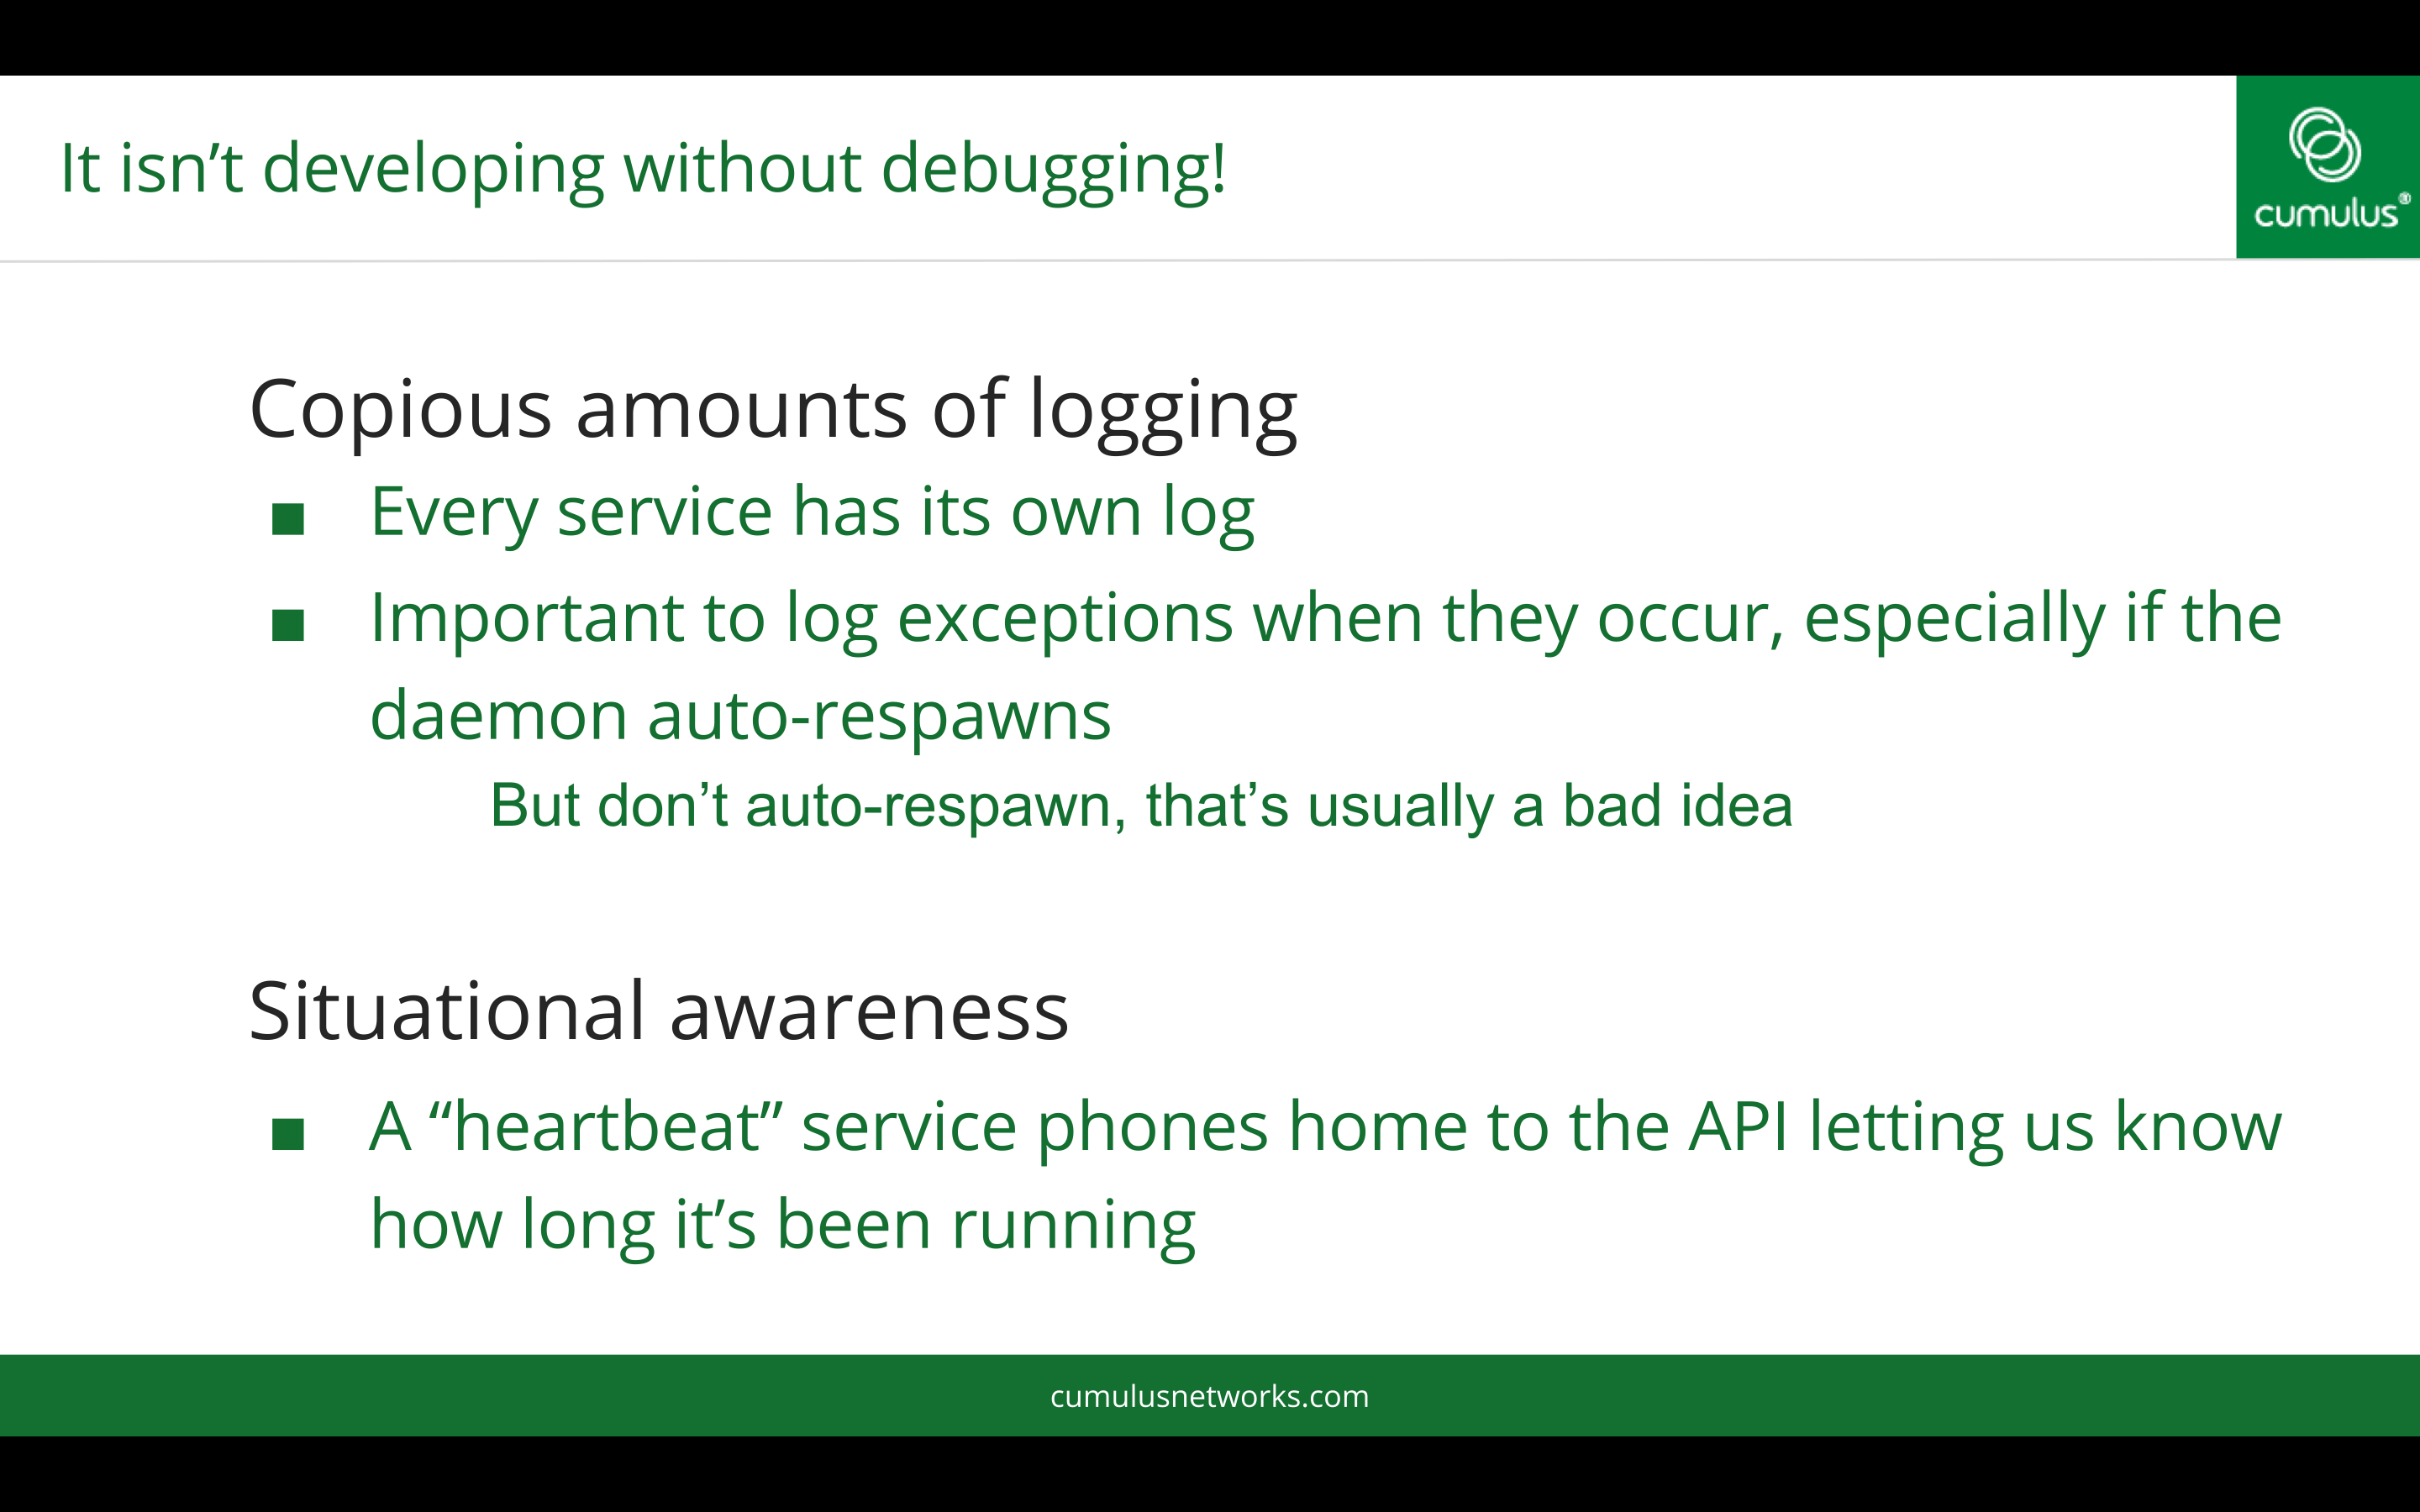 It isn’t developing without debugging!
cumulus®
Copious amounts of logging
■ Every service has its own log
■ Important to log exceptions when they occur, especially if the
daemon auto-respawns
But don’t auto-respawn, that’s usually a bad idea
Situational awareness
■ A “heartbeat” service phones home to the API letting us know
how long it’s been running
cumulusnetworks.com